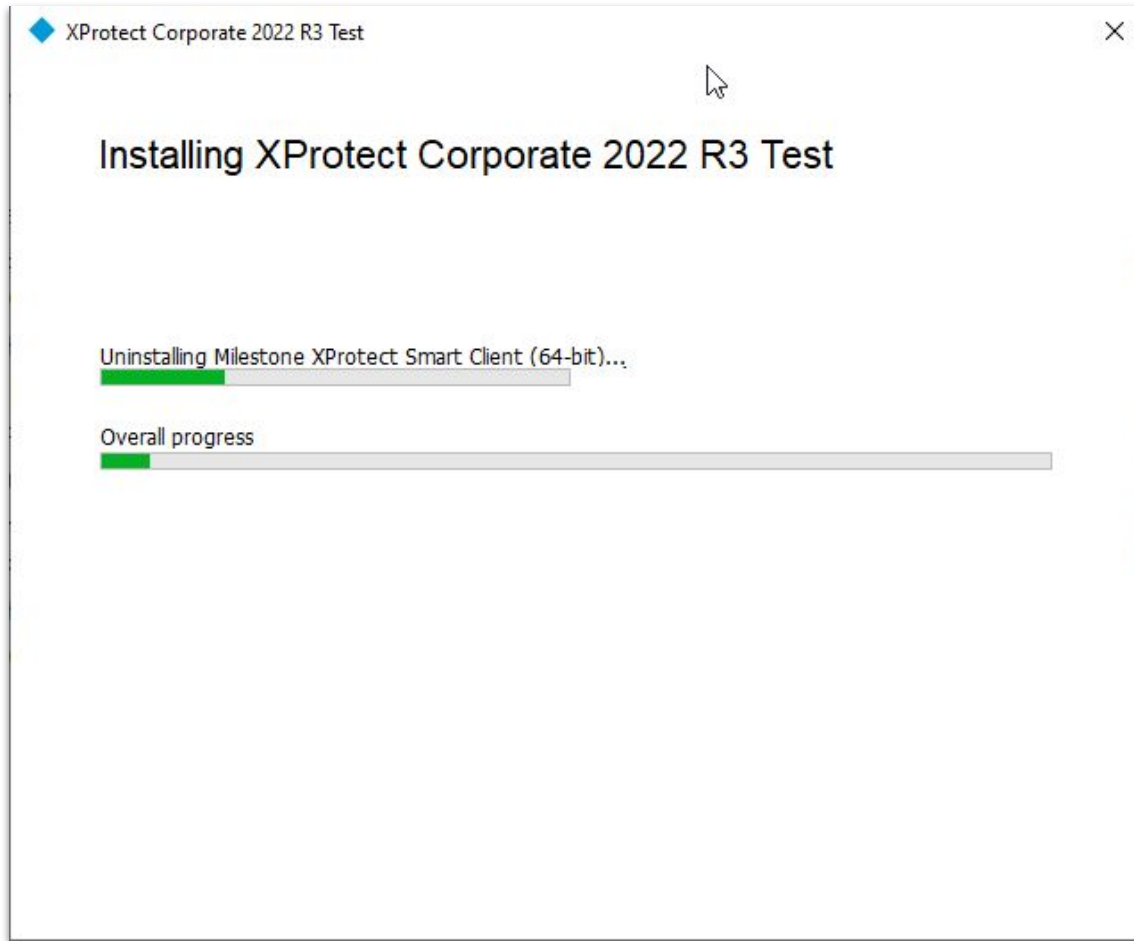 XProtect Corporate 2022 R3 Test
Installing XProtect Corporate 2022 R3 Test
Uninstalling Milestone XProtect Smart Client (64-bit)...
Overall progress